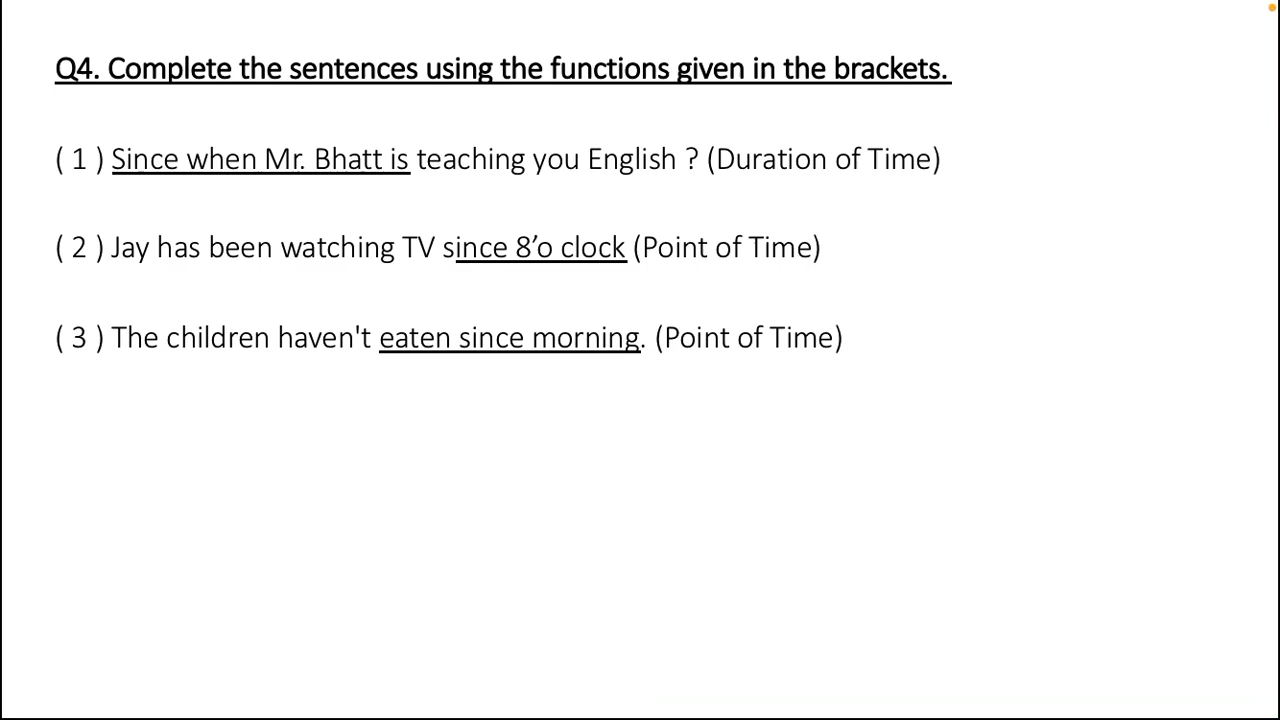 Q4. Complete the sentences using the functions given in the brackets.
( 1 ) Since when Mr. Bhatt is teaching you English ? (Duration of Time)
( 2 ) Jay has been watching TV since 8’o clock (Point of Time)
( 3 ) The children haven't eaten since morning. (Point of Time)